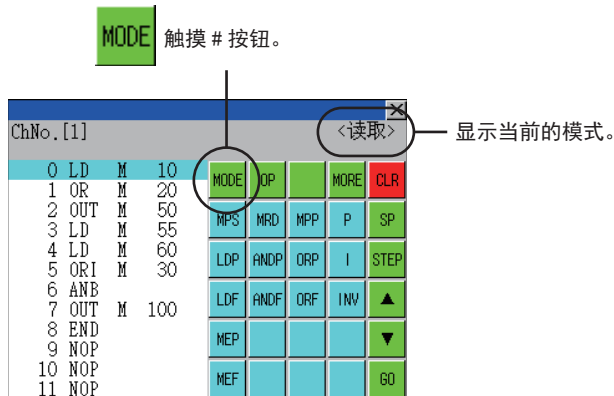 MODE 触摸 # 按钮。
ChNo.[1] <读取> 显示当前的模式。
0 LD M 10
1 OR M 20
2 OUT M 50
3 LD M 55
4 LD M 60
5 ORI M 30
6 ANB
7 OUT M 100
8 END
9 NOP
10 NOP
11 NOP
MODE OP MORE CLR
MPS MRD MPP P SP
LDP ANDP ORP I STEP
LDF ANDF ORF INV ▲
MEP ▼
MEF GO